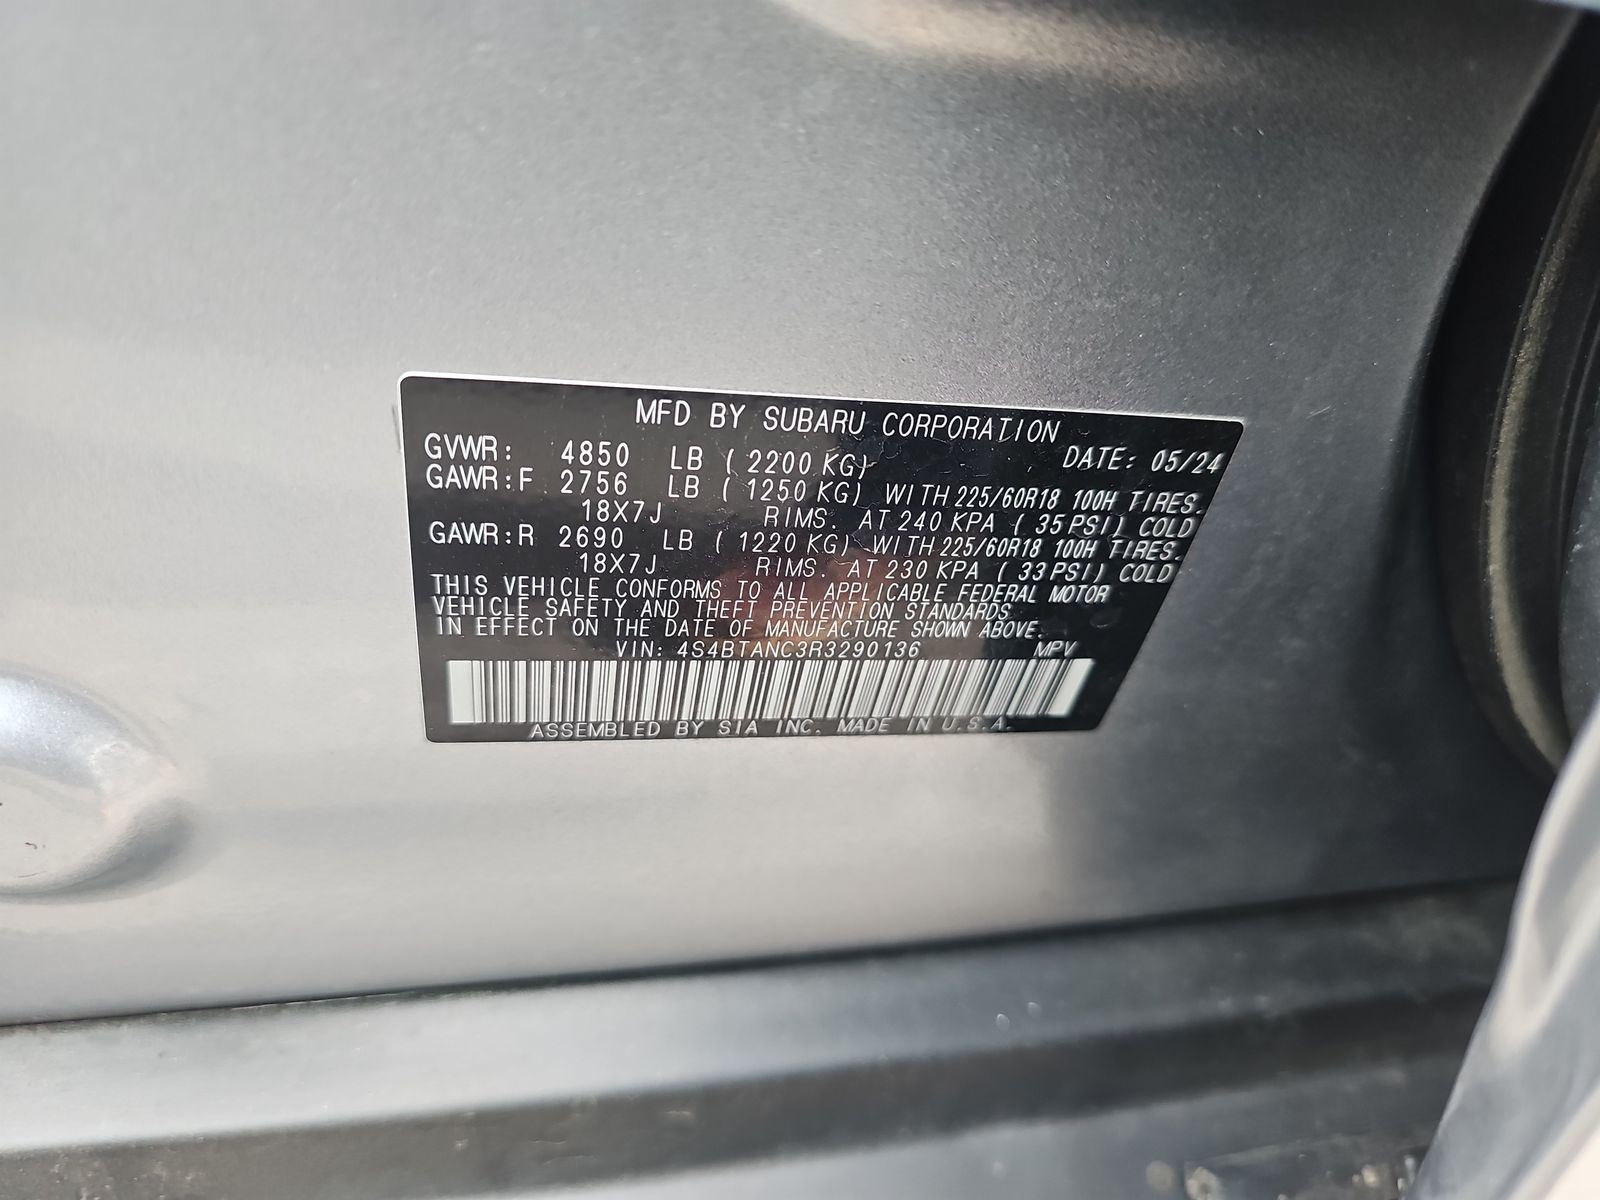 MFD BY SUBARU CORPORATION
GVWR: 4850 LB (2200 KG) DATE: 05/24
GAWR:F 2756 LB (1250 KG) WITH 225/60R18 100H TIRES.
18X7J RIMS. AT 240 KPA (35PSI) COLD
GAWR:R 2690 LB (1220 KG) WITH 225/60R18 100H TIRES.
18X7J RIMS. AT 230 KPA (33PSI) COLD
THIS VEHICLE CONFORMS TO ALL APPLICABLE FEDERAL MOTOR
VEHICLE SAFETY AND THEFT PREVENTION STANDARDS
IN EFFECT ON THE DATE OF MANUFACTURE SHOWN ABOVE.
VIN: 4S4BTANC3R3290136 MPV
ASSEMBLED BY SIA INC. MADE IN U.S.A.